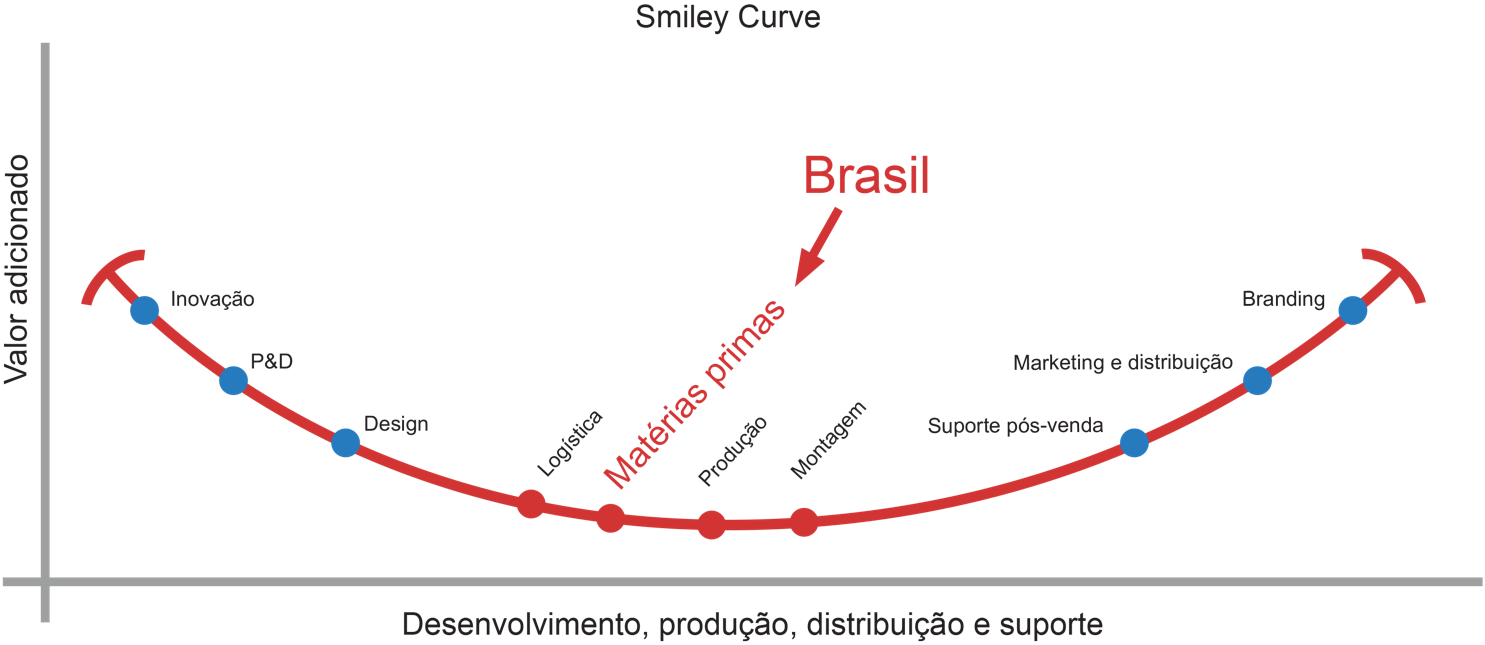 Smiley Curve
Valor adicionado
Brasil
Inovação
P&D
Design
Logística
Matérias primas
Produção
Montagem
Suporte pós-venda
Marketing e distribuição
Branding
Desenvolvimento, produção, distribuição e suporte